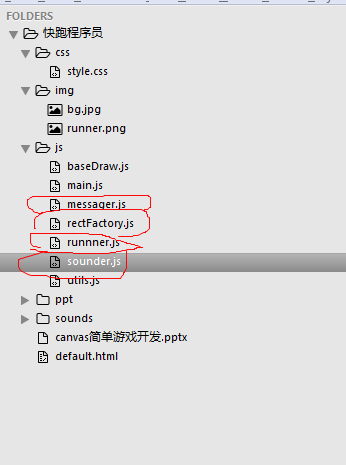 FOLDERS
快跑程序员
css
style.css
img
bg.jpg
runner.png
js
baseDraw.js
main.js
messager.js
rectFactory.js
runnner.js
sounder.js
utils.js
ppt
sounds
canvas简单游戏开发.pptx
default.html